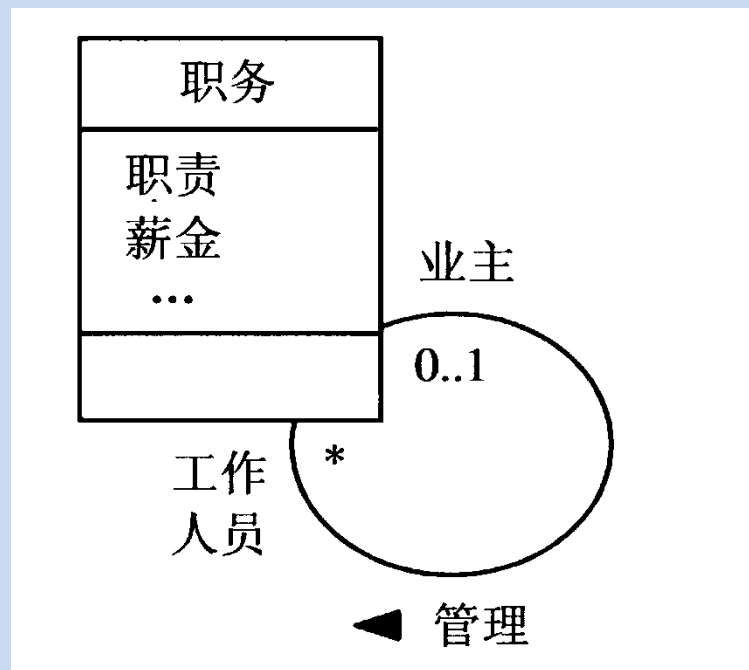 职务
职责
薪金
...
业主
0..1
*
工作
人员
◀ 管理